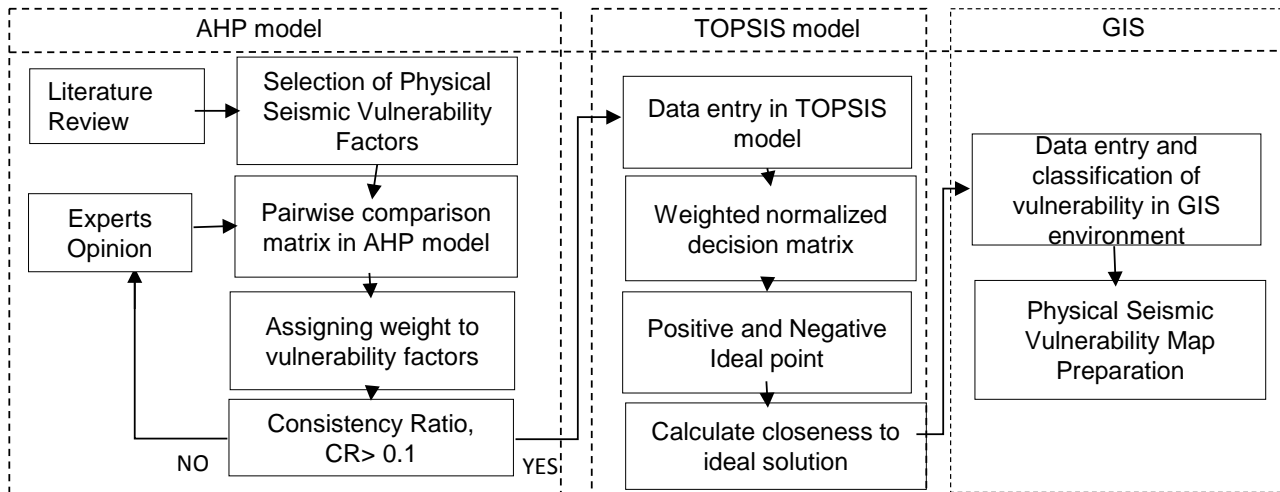 AHP model
TOPSIS model
GIS
Literature
Review
Selection of Physical
Seismic Vulnerability
Factors
Experts
Opinion
Pairwise comparison
matrix in AHP model
Assigning weight to
vulnerability factors
Consistency Ratio,
CR> 0.1
NO
YES
Data entry in TOPSIS
model
Weighted normalized
decision matrix
Positive and Negative
Ideal point
Calculate closeness to
ideal solution
Data entry and
classification of
vulnerability in GIS
environment
Physical Seismic
Vulnerability Map
Preparation